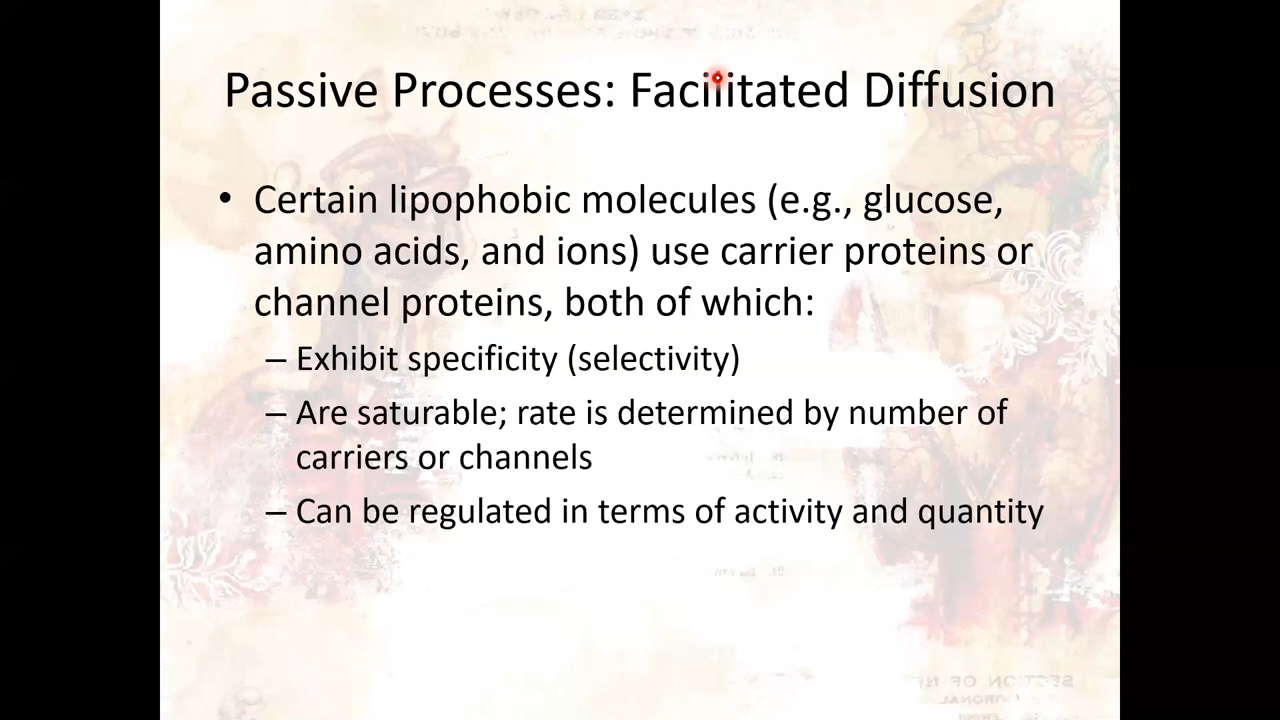 Passive Processes: Facilitated Diffusion
• Certain lipophobic molecules (e.g., glucose,
amino acids, and ions) use carrier proteins or
channel proteins, both of which:
– Exhibit specificity (selectivity)
– Are saturable; rate is determined by number of
carriers or channels
– Can be regulated in terms of activity and quantity
SECTION OF